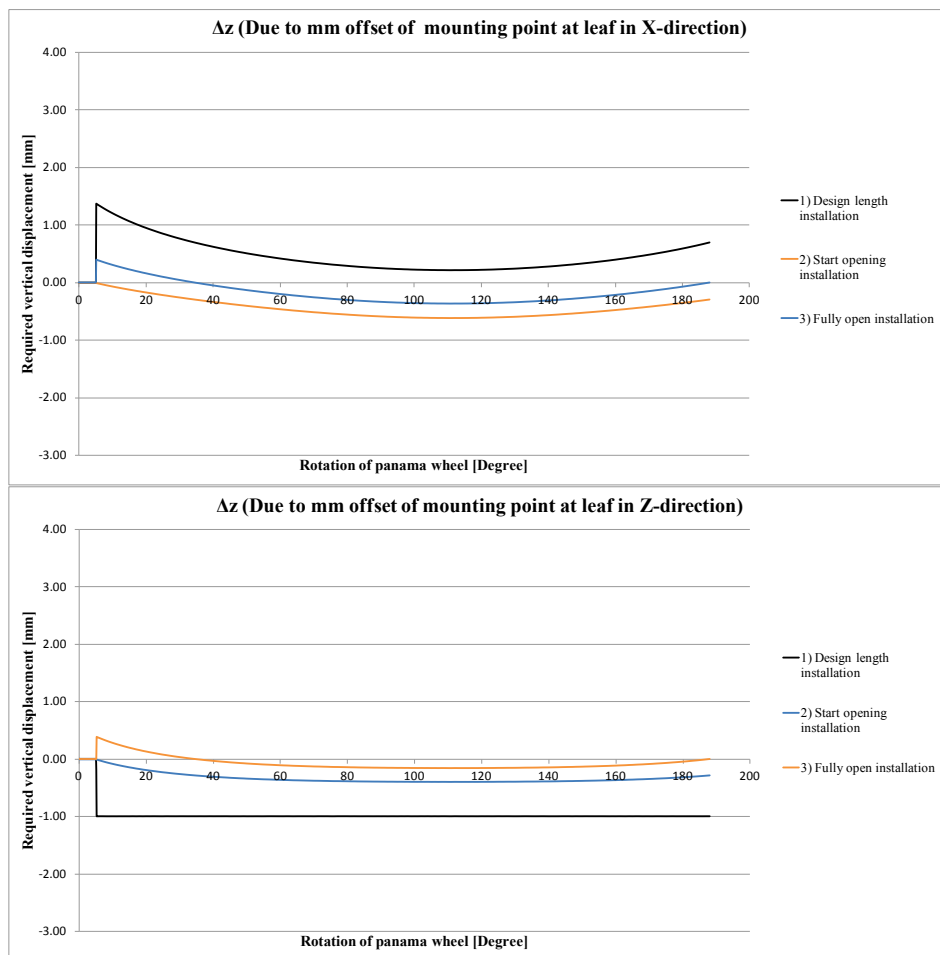 Δz (Due to mm offset of  mounting point at leaf in X-direction)
4.00
3.00
2.00
1.00
0.00
-1.00
-2.00
-3.00
0
20
40
60
80
100
120
140
160
180
200
Required vertical displacement [mm]
Rotation of panama wheel [Degree]
1) Design length
installation
2) Start opening
installation
3) Fully open installation
Δz (Due to mm offset of mounting point at leaf in Z-direction)
4.00
3.00
2.00
1.00
0.00
-1.00
-2.00
-3.00
0
20
40
60
80
100
120
140
160
180
200
Required vertical displacement [mm]
Rotation of panama wheel [Degree]
1) Design length
installation
2) Start opening
installation
3) Fully open installation